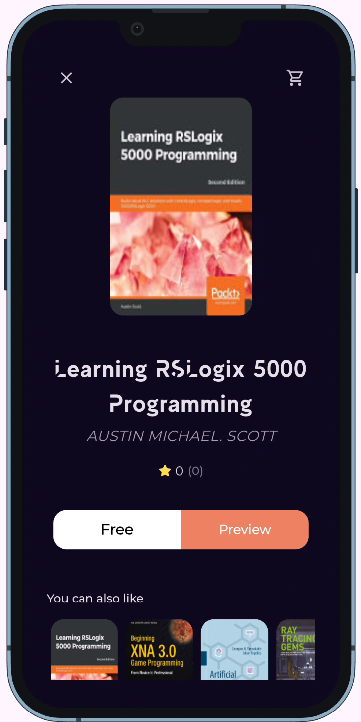 Learning RSLogix
5000 Programming
Second Edition
Packt
Austin Scott
Learning RSLogix 5000
Programming
AUSTIN MICHAEL. SCOTT
0 (0)
Free
Preview
You can also like
Learning RSLogix
5000 Programming
Second Edition
Beginning
XNA 3.0
Game Programming
From Novice to Professional
Artificial
RAY
TRACING
GEMS